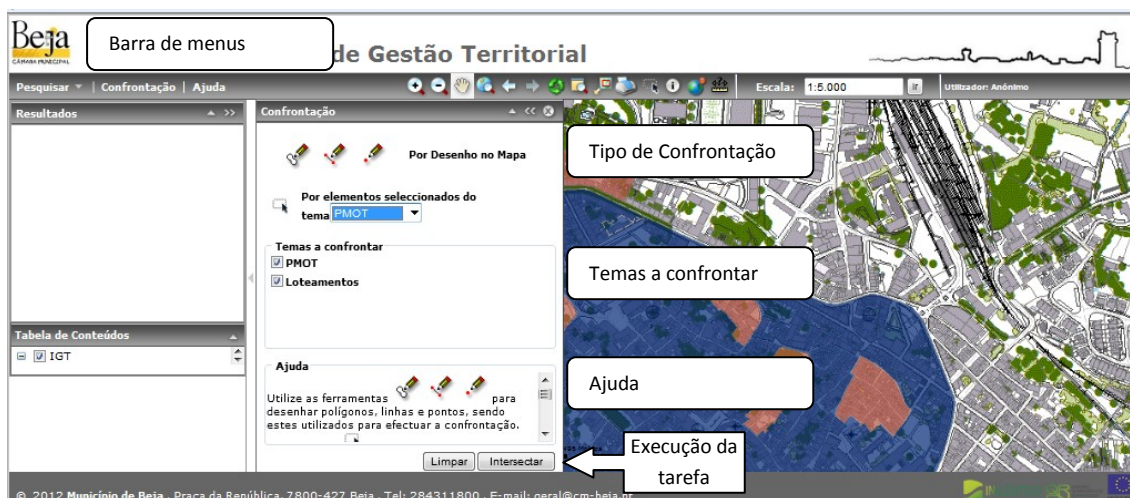 Beja
CÂMARA MUNICIPAL
Barra de menus
de Gestão Territorial
Pesquisar | Confrontação | Ajuda
Escala: 1:5.000 Ir Utilizador: Anónimo
Resultados
Confrontação
Por Desenho no Mapa
Tipo de Confrontação
Por elementos seleccionados do
tema PMOT
Temas a confrontar
PMOT
Loteamentos
Temas a confrontar
Tabela de Conteúdos
IGT
Ajuda
Utilize as ferramentas para
desenhar polígonos, linhas e pontos, sendo
estes utilizados para efectuar a confrontação.
Ajuda
Limpar Intersectar
Execução da
tarefa
© 2012 Município de Beja . Praça da República, 7800-427 Beja . Tel: 284311800 . E-mail: geral@cm-beja.pt